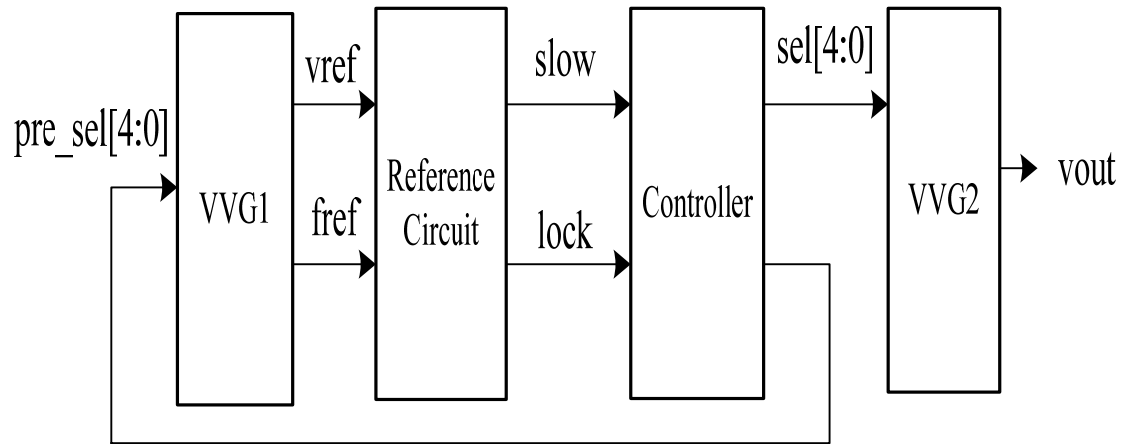 pre_sel[4:0]
VVG1
vref
fref
Reference
Circuit
slow
lock
Controller
sel[4:0]
VVG2
vout